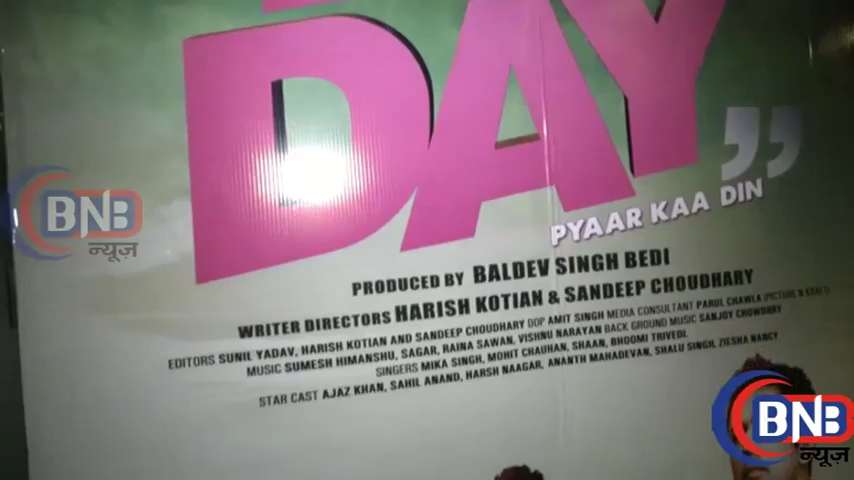 DAY
”
PYAAR KAA DIN
PRODUCED BY BALDEV SINGH BEDI
WRITER DIRECTORS HARISH KOTIAN & SANDEEP CHOUDHARY
EDITORS SUNIL YADAV, HARISH KOTIAN AND SANDEEP CHOUDHARY DOP AMIT SINGH MEDIA CONSULTANT PARUL CHAWLA (PICTURE N KRAFT)
MUSIC SUMESH HIMANSHU, SAGAR, RAINA SAWAN, VISHNU NARAYAN BACK GROUND MUSIC SANJOY CHOWDRRY
SINGERS MIKA SINGH, MOHIT CHAUHAN, SHAAN, BHOOMI TRIVEDI.
STAR CAST AJAZ KHAN, SAHIL ANAND, HARSH NAAGAR, ANANTH MAHADEVAN, SHALU SINGH, ZIESHA NANCY
BNB
न्यूज़
BNB
न्यूज़